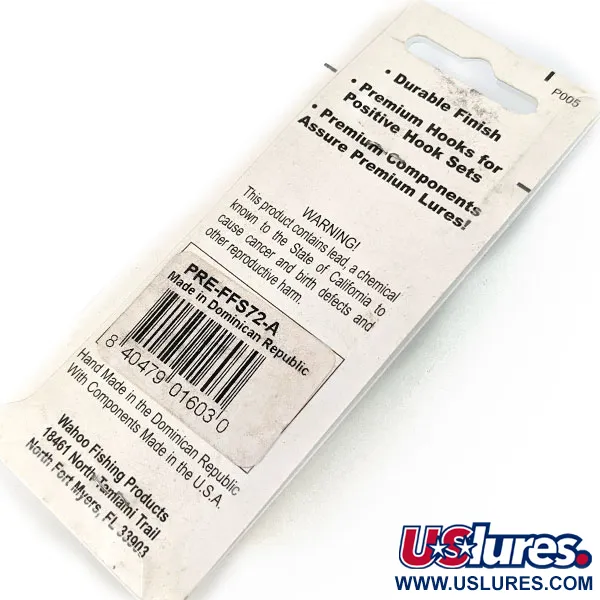 P005
• Durable Finish
• Premium Hooks for
Positive Hook Sets
• Premium Components
Assure Premium Lures!
WARNING!
This product contains lead, a chemical
known to the State of California to
cause cancer and birth defects and
other reproductive harm.
PRE-FFS72-A
Made in Dominican Republic
8 40479 01603 0
Hand Made in the Dominican Republic
With Components Made in the U.S.A.
Wahoo Fishing Products
18461 North Tamiami Trail
North Fort Myers, FL 33903
USlures.
WWW.USLURES.COM